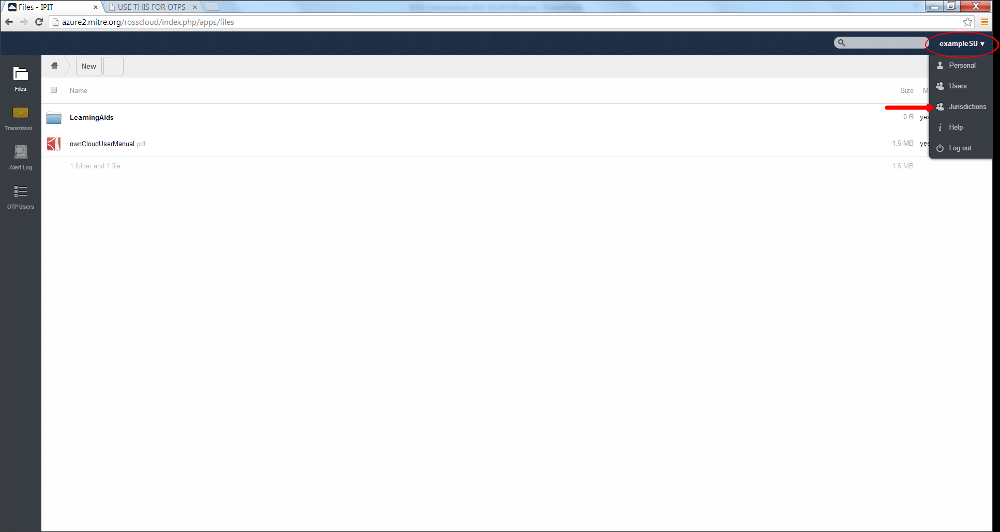 Files - IPIT
USE THIS FOR OTPS
azure2.mitre.org/rosscloud/index.php/apps/files
exampleSU ▾
New
Personal
Files
Users
Name
Size
M
Jurisdictions
LearningAids
0 B
yes
Transmissi...
Help
ownCloudUserManual.pdf
1.5 MB
yes
Log out
Alert Log
1 folder and 1 file
1.5 MB
OTP Users